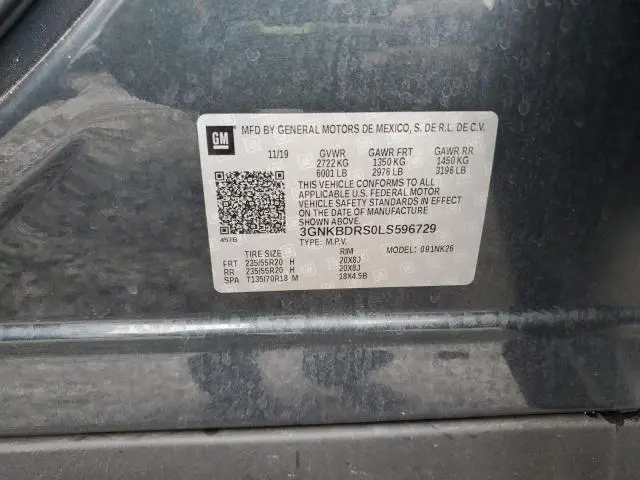 GM
MFD BY GENERAL MOTORS DE MEXICO, S. DE R.L. DE C.V.
11/19 GVWR GAWR FRT GAWR RR
2722 KG 1350 KG 1450 KG
6001 LB 2976 LB 3196 LB
THIS VEHICLE CONFORMS TO ALL
APPLICABLE U.S. FEDERAL MOTOR
VEHICLE SAFETY STANDARDS IN
EFFECT ON THE DATE OF MANUFACTURE
SHOWN ABOVE.
457B
3GNKBDRS0LS596729
TYPE: M.P.V. MODEL: 091NK26
TIRE SIZE RIM
FRT 235/55R20 H 20X8J
RR 235/55R20 H 20X8J
SPA T135/70R18 M 18X4.5B